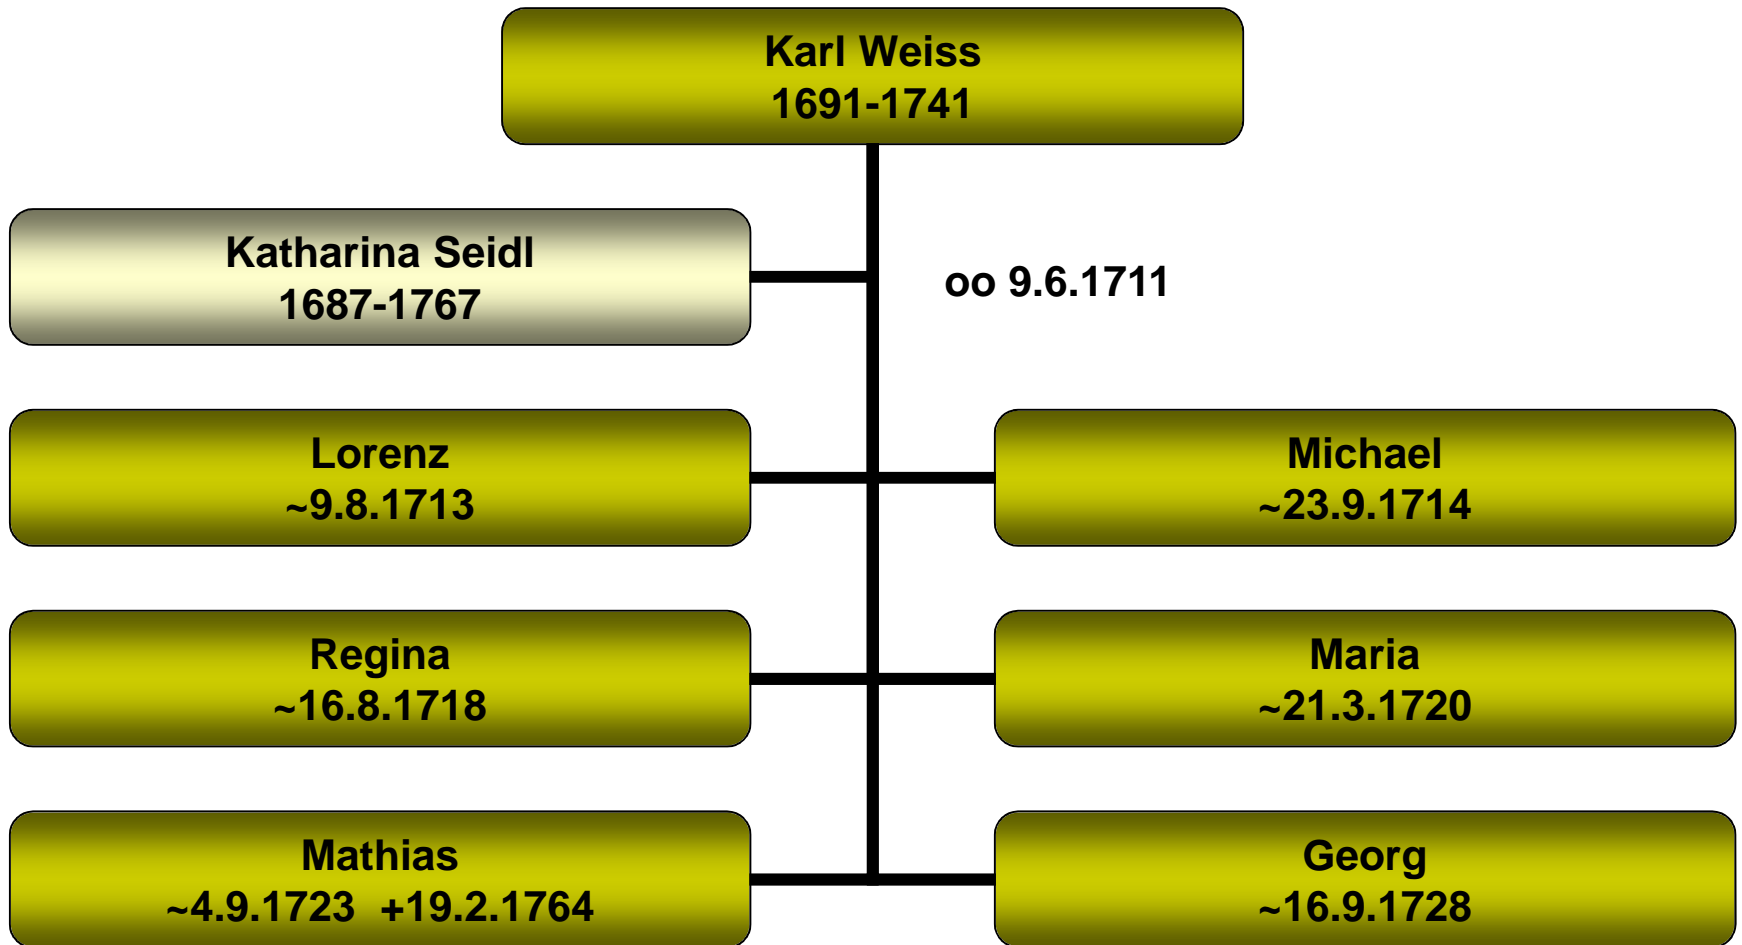 Karl Weiss
1691-1741
Katharina Seidl
1687-1767
oo 9.6.1711
Lorenz
~9.8.1713
Michael
~23.9.1714
Regina
~16.8.1718
Maria
~21.3.1720
Mathias
~4.9.1723  +19.2.1764
Georg
~16.9.1728